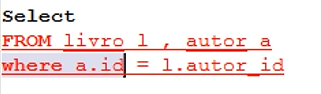 Select
FROM livro l , autor a
where a.id = l.autor_id